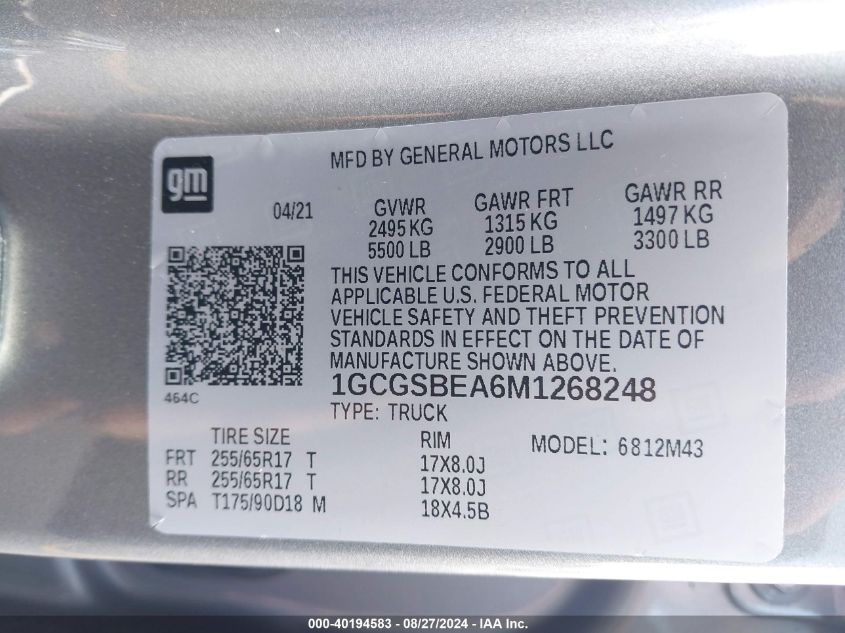 MFD BY GENERAL MOTORS LLC
gm
04/21
GVWR GAWR FRT GAWR RR
2495 KG 1315 KG 1497 KG
5500 LB 2900 LB 3300 LB
THIS VEHICLE CONFORMS TO ALL
APPLICABLE U.S. FEDERAL MOTOR
VEHICLE SAFETY AND THEFT PREVENTION
STANDARDS IN EFFECT ON THE DATE OF
MANUFACTURE SHOWN ABOVE.
464C
1GCGSBEA6M1268248
TYPE: TRUCK
TIRE SIZE RIM MODEL: 6812M43
FRT 255/65R17 T 17X8.0J
RR 255/65R17 T 17X8.0J
SPA T175/90D18 M 18X4.5B
000-40194583 - 08/27/2024 - IAA Inc.